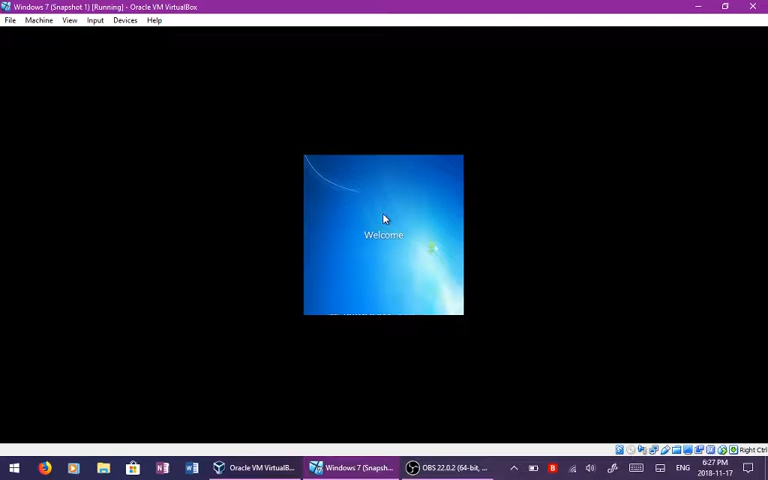 Windows 7 (Snapshot 1) [Running] - Oracle VM VirtualBox
File Machine View Input Devices Help
Welcome
Right Ctrl
Oracle VM VirtualB... Windows 7 (Snapsh... OBS 22.0.2 (64-bit, ... ENG 6:27 PM
2018-11-17